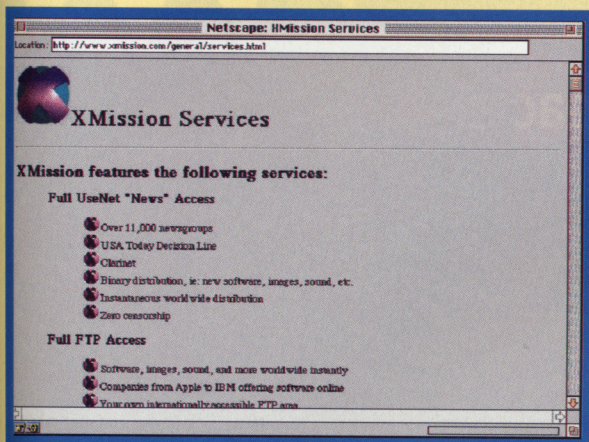 Netscape: XMission Services
Location: http://www.xmission.com/general/services.html
XMission Services
XMission features the following services:
Full UseNet "News" Access
Over 11,000 newsgroups
USA Today Decision Line
Clarinet
Binary distribution, ie: new software, images, sound, etc.
Instantaneous world wide distribution
Zero censorship
Full FTP Access
Software, images, sound, and more worldwide instantly
Companies from Apple to IBM offering software online
Your own internationally accessible FTP area